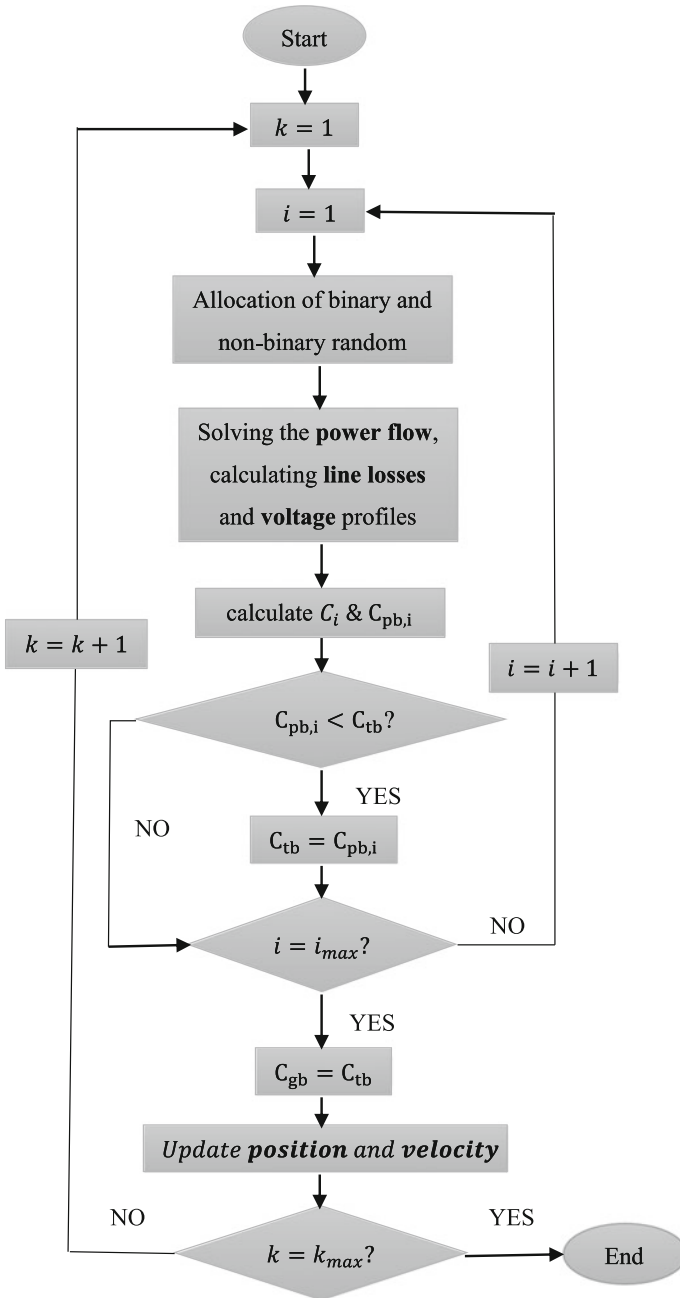 Start
k = 1
i = 1
Allocation of binary and
non-binary random
Solving the power flow,
calculating line losses
and voltage profiles
calculate C_i & C_pb,i
k = k + 1
i = i + 1
C_pb,i < C_tb?
YES
NO
C_tb = C_pb,i
i = i_max?
NO
YES
C_gb = C_tb
Update position and velocity
NO
YES
k = k_max?
End